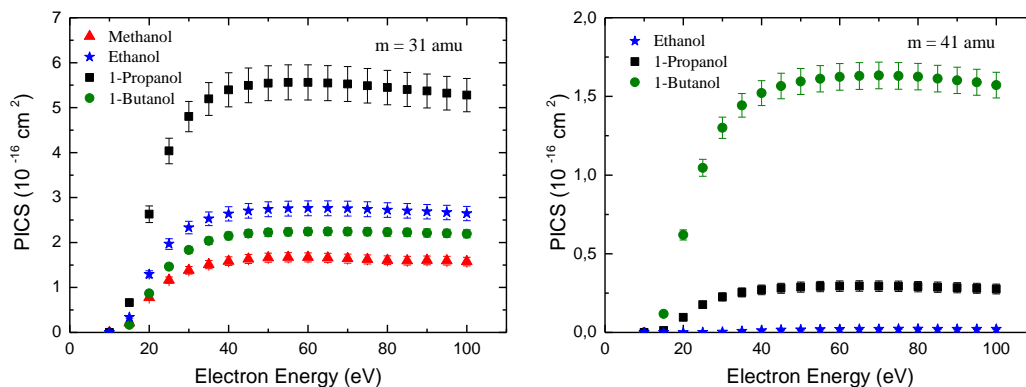 7
6
5
4
3
2
1
0
0 20 40 60 80 100
PICS (10 -16 cm 2)
Electron Energy (eV)
Methanol
Ethanol
1-Propanol
1-Butanol
m = 31 amu
2,0
1,5
1,0
0,5
0,0
0 20 40 60 80 100
PICS (10 -16 cm 2)
Electron Energy (eV)
Ethanol
1-Propanol
1-Butanol
m = 41 amu